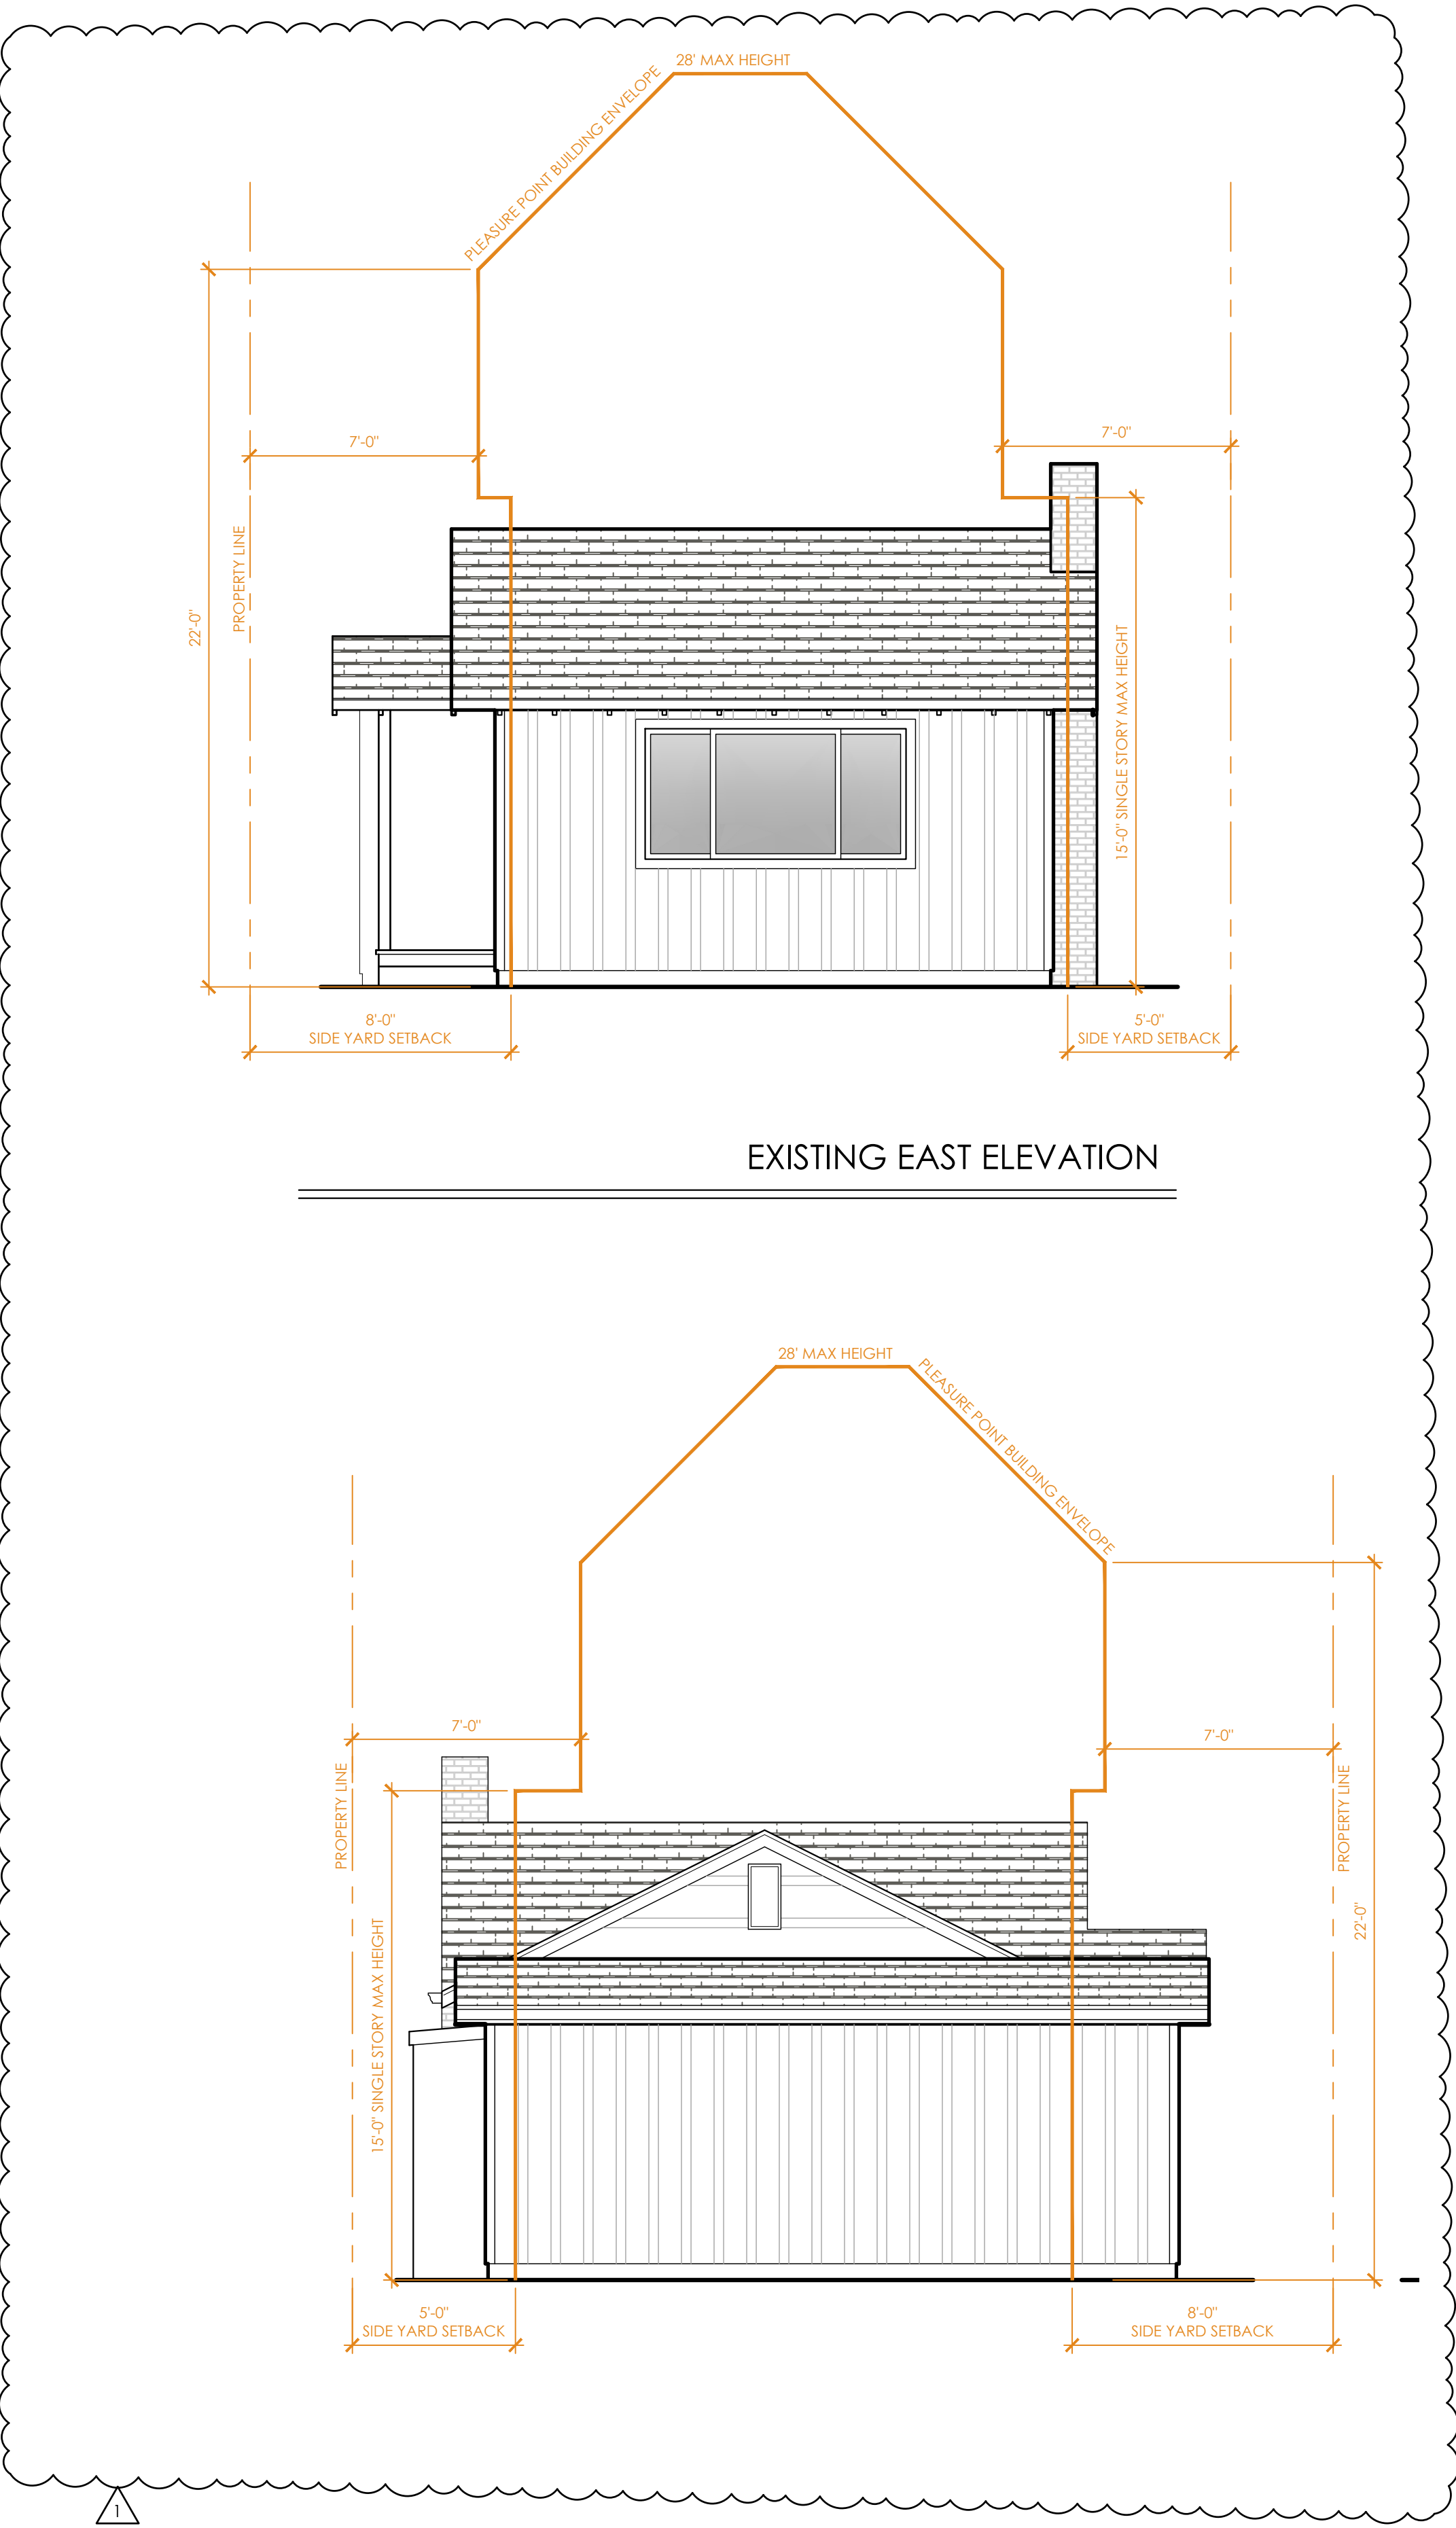 28' MAX HEIGHT
PLEASURE POINT BUILDING ENVELOPE
7'-0"
7'-0"
PROPERTY LINE
22'-0"
15'-0" SINGLE STORY MAX HEIGHT
8'-0"
SIDE YARD SETBACK
5'-0"
SIDE YARD SETBACK
EXISTING EAST ELEVATION
28' MAX HEIGHT
PLEASURE POINT BUILDING ENVELOPE
7'-0"
7'-0"
PROPERTY LINE
PROPERTY LINE
22'-0"
15'-0" SINGLE STORY MAX HEIGHT
5'-0"
SIDE YARD SETBACK
8'-0"
SIDE YARD SETBACK
1